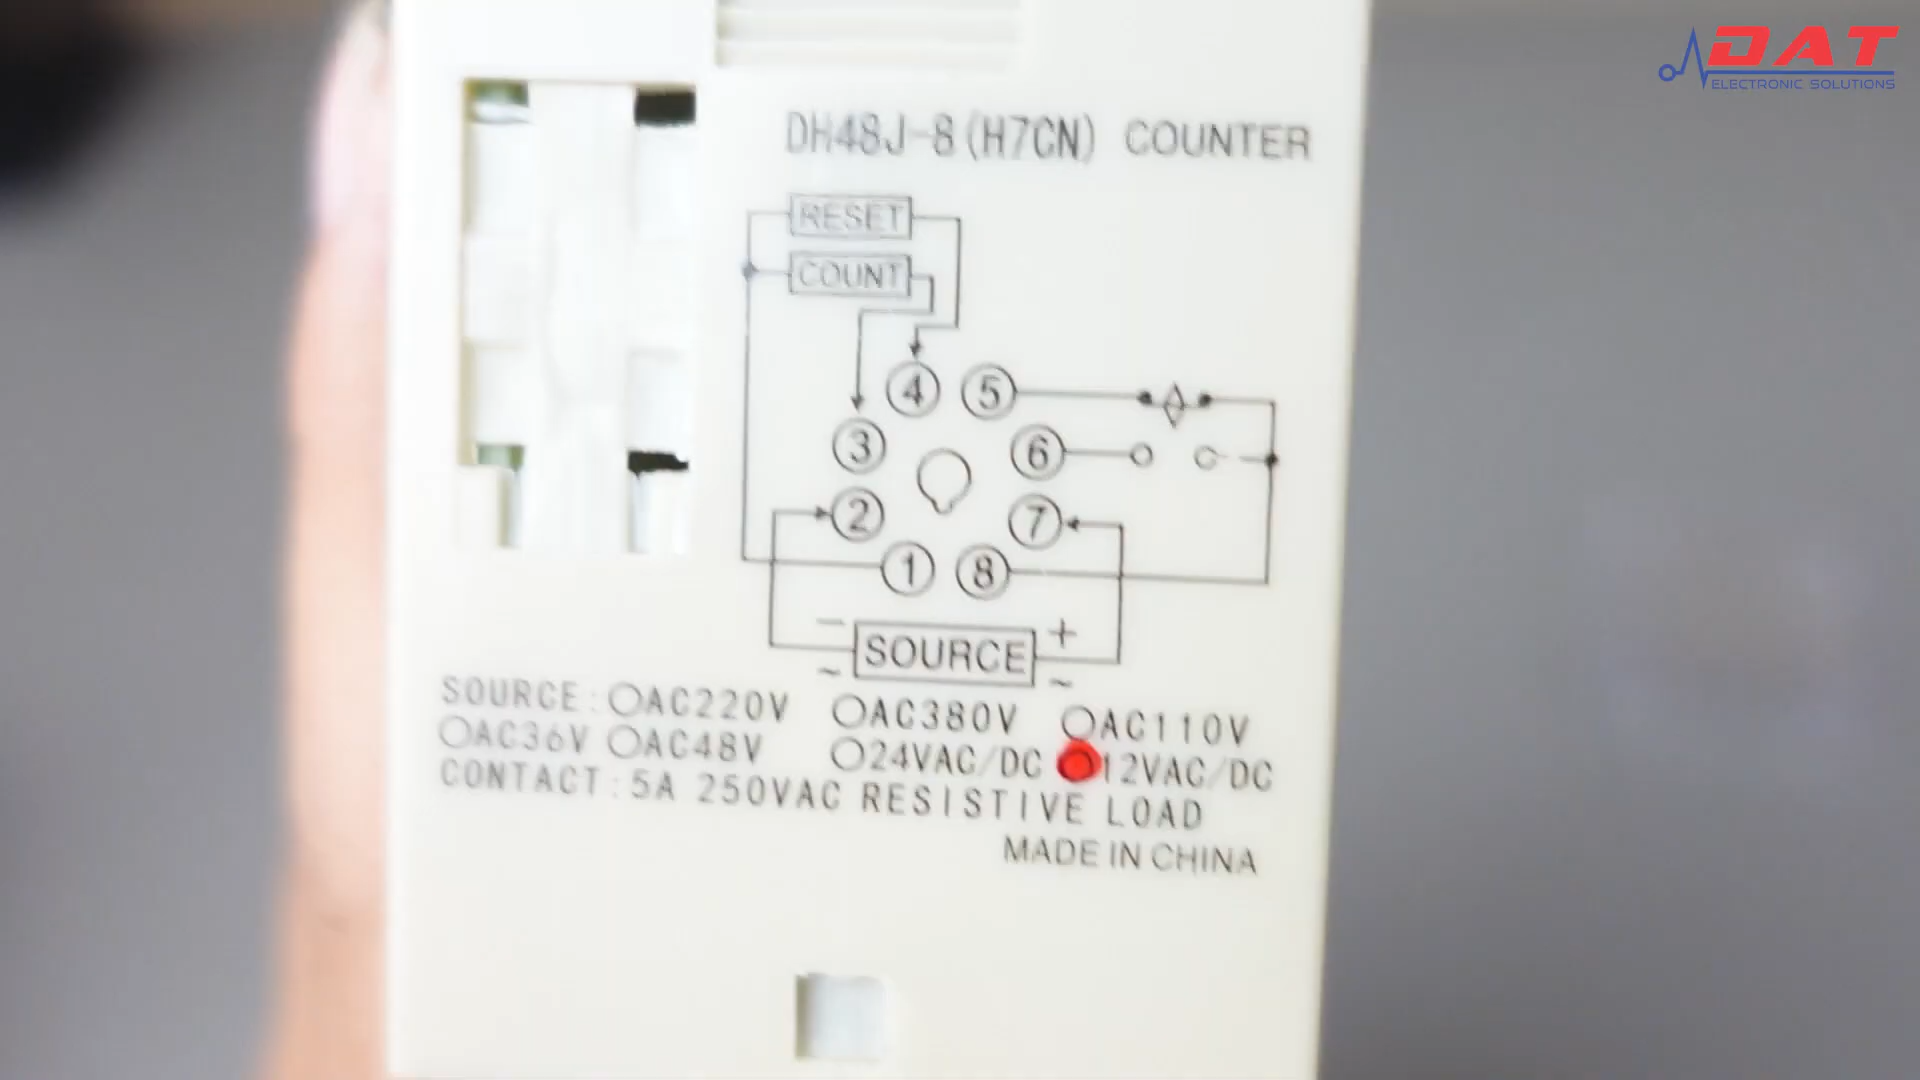 DAT
ELECTRONIC SOLUTIONS
DH48J-8(H7CN) COUNTER
RESET
COUNT
4 5
3 6
2 7
1 8
− +
SOURCE
~ ~
SOURCE:○AC220V ○AC380V ○AC110V
○AC36V ○AC48V ○24VAC/DC 12VAC/DC
CONTACT:5A 250VAC RESISTIVE LOAD
MADE IN CHINA